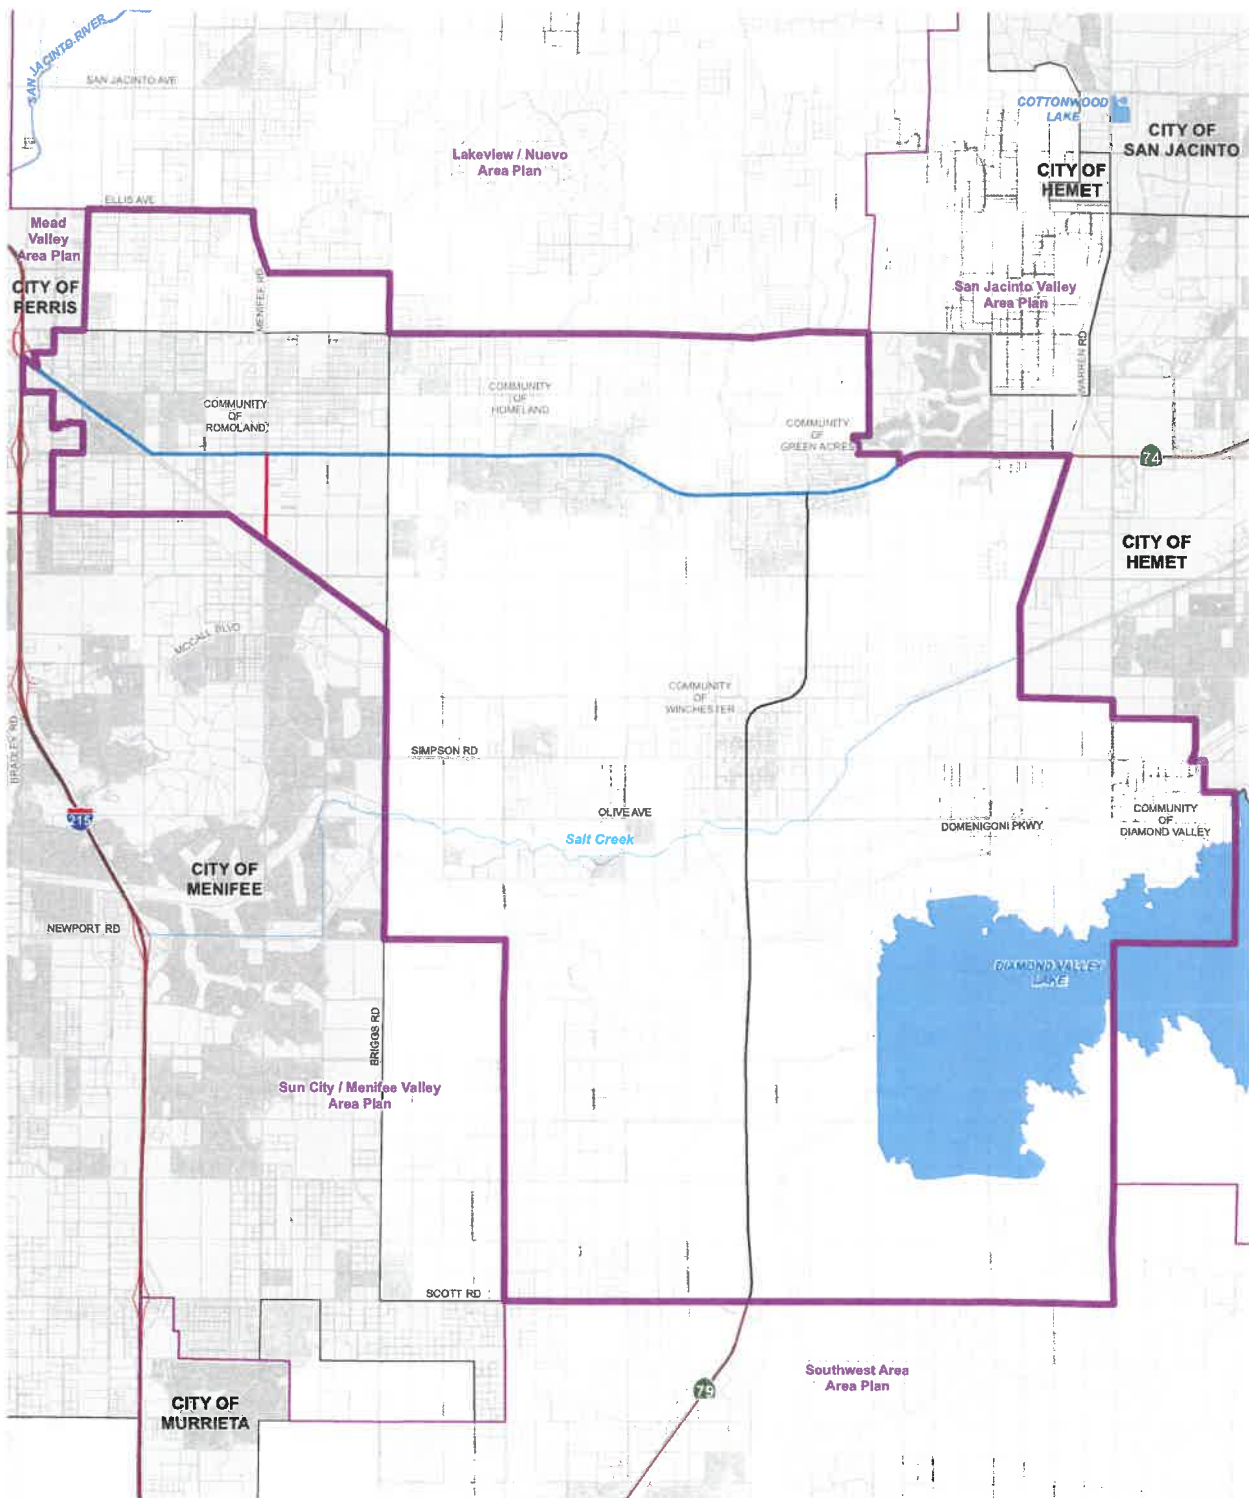 SAN JACINTO RIVER
SAN JACINTO AVE
COTTONWOOD
LAKE
CITY OF
SAN JACINTO
Lakeview / Nuevo
Area Plan
CITY OF
HEMET
ELLIS AVE
Mead
Valley
Area Plan
CITY OF
PERRIS
MENIFEE RD
San Jacinto Valley
Area Plan
WARREN RD
COMMUNITY
OF
HOMELAND
COMMUNITY
OF
ROMOLAND
COMMUNITY
OF
GREEN ACRES
74
CITY OF
HEMET
MCCALL BLVD
COMMUNITY
OF
WINCHESTER
BRADLEY RD
SIMPSON RD
OLIVE AVE
215
Salt Creek
DOMENIGONI PKWY
COMMUNITY
OF
DIAMOND VALLEY
CITY OF
MENIFEE
NEWPORT RD
DIAMOND VALLEY
LAKE
BRIGGS RD
Sun City / Menifee Valley
Area Plan
SCOTT RD
Southwest Area
Area Plan
79
CITY OF
MURRIETA